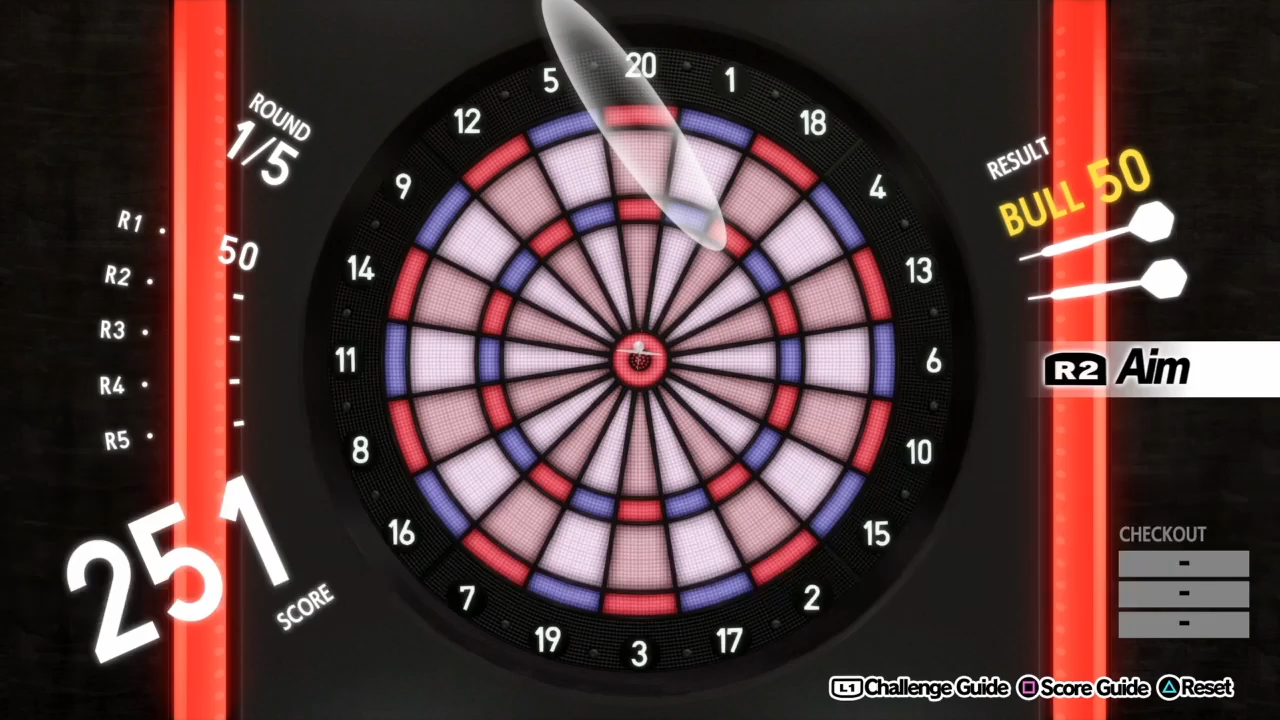 ROUND
1/5
R1
50
R2
-
R3
-
R4
-
R5
-
251
SCORE
20
1
18
4
13
6
10
15
2
17
3
19
7
16
8
11
14
9
12
5
RESULT
BULL 50
R2 Aim
CHECKOUT
-
-
-
L1 Challenge Guide Score Guide Reset